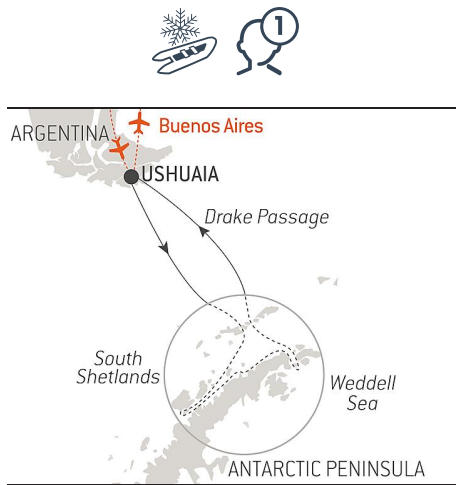 1
Buenos Aires
ARGENTINA
USHUAIA
Drake Passage
South
Shetlands
Weddell
Sea
ANTARCTIC PENINSULA